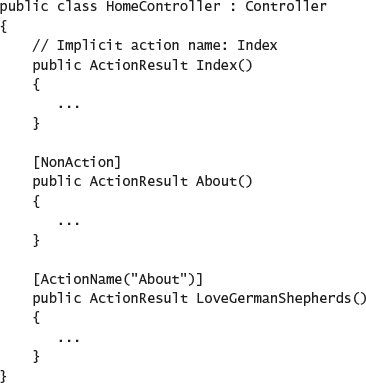 public class HomeController : Controller
{
    // Implicit action name: Index
    public ActionResult Index()
    {
       ...
    }

    [NonAction]
    public ActionResult About()
    {
       ...
    }

    [ActionName("About")]
    public ActionResult LoveGermanShepherds()
    {
       ...
    }
}